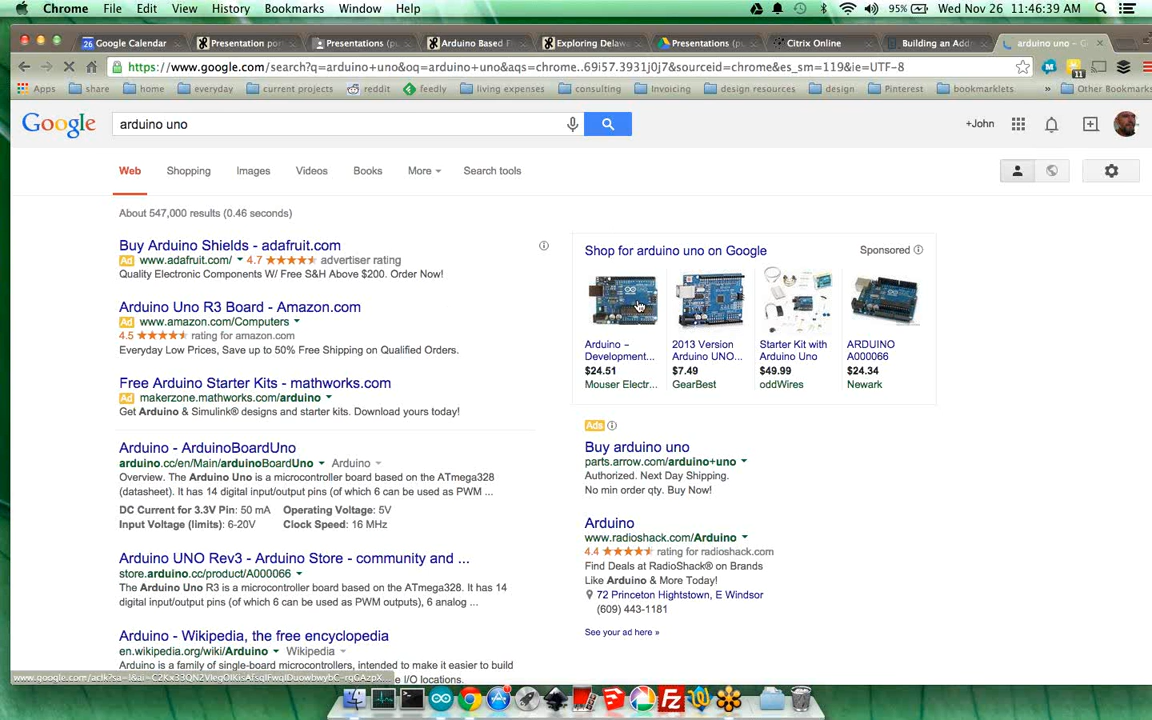 Chrome File Edit View History Bookmarks Window Help 95% Wed Nov 26 11:46:39 AM
26 Google Calendar Presentation por Presentations (pu Arduino Based F Exploring Delaw Presentations (pu Citrix Online Building an Ad arduino uno - G
https://www.google.com/search?q=arduino+uno&oq=arduino+uno&aqs=chrome..69i57.3931j0j7&sourceid=chrome&es_sm=119&ie=UTF-8 11
Apps share home everyday current projects reddit feedly living expenses consulting Invoicing design resources design Pinterest bookmarklets » Other Bookmarks
Google arduino uno +John
Web Shopping Images Videos Books More Search tools
About 547,000 results (0.46 seconds)
Buy Arduino Shields - adafruit.com
Ad www.adafruit.com/ 4.7 advertiser rating
Quality Electronic Components W/ Free S&H Above $200. Order Now!
Arduino Uno R3 Board - Amazon.com
Ad www.amazon.com/Computers
4.5 rating for amazon.com
Everyday Low Prices, Save up to 50% Free Shipping on Qualified Orders.
Free Arduino Starter Kits - mathworks.com
Ad makerzone.mathworks.com/arduino
Get Arduino & Simulink® designs and starter kits. Download yours today!
Arduino - ArduinoBoardUno
arduino.cc/en/Main/arduinoBoardUno Arduino
Overview. The Arduino Uno is a microcontroller board based on the ATmega328
(datasheet). It has 14 digital input/output pins (of which 6 can be used as PWM ...
DC Current for 3.3V Pin: 50 mA Operating Voltage: 5V
Input Voltage (limits): 6-20V Clock Speed: 16 MHz
Arduino UNO Rev3 - Arduino Store - community and ...
store.arduino.cc/product/A000066
The Arduino Uno R3 is a microcontroller board based on the ATmega328. It has 14
digital input/output pins (of which 6 can be used as PWM outputs), 6 analog ...
Arduino - Wikipedia, the free encyclopedia
en.wikipedia.org/wiki/Arduino Wikipedia
Arduino is a family of single-board microcontrollers, intended to make it easier to build
e I/O locations.
Shop for arduino uno on Google Sponsored
Arduino - Development... $24.51 Mouser Electr...
2013 Version Arduino UNO... $7.49 GearBest
Starter Kit with Arduino Uno $49.99 oddWires
ARDUINO A000066 $24.34 Newark
Ads
Buy arduino uno
parts.arrow.com/arduino+uno
Authorized. Next Day Shipping.
No min order qty. Buy Now!
Arduino
www.radioshack.com/Arduino
4.4 rating for radioshack.com
Find Deals at RadioShack® on Brands
Like Arduino & More Today!
72 Princeton Hightstown, E Windsor
(609) 443-1181
See your ad here »